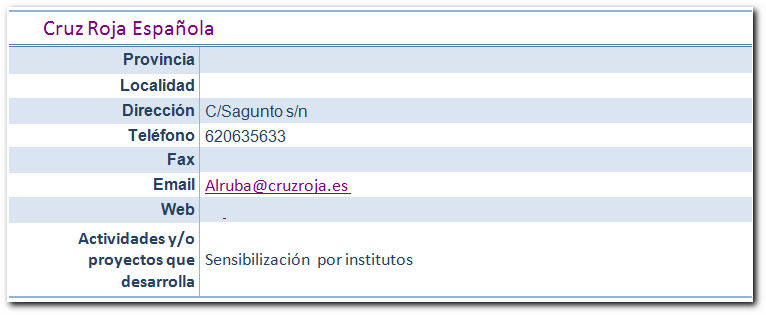 Cruz Roja Española
Provincia
Localidad
Dirección C/Sagunto s/n
Teléfono 620635633
Fax
Email Alruba@cruzroja.es
Web
Actividades y/o
proyectos que Sensibilización por institutos
desarrolla